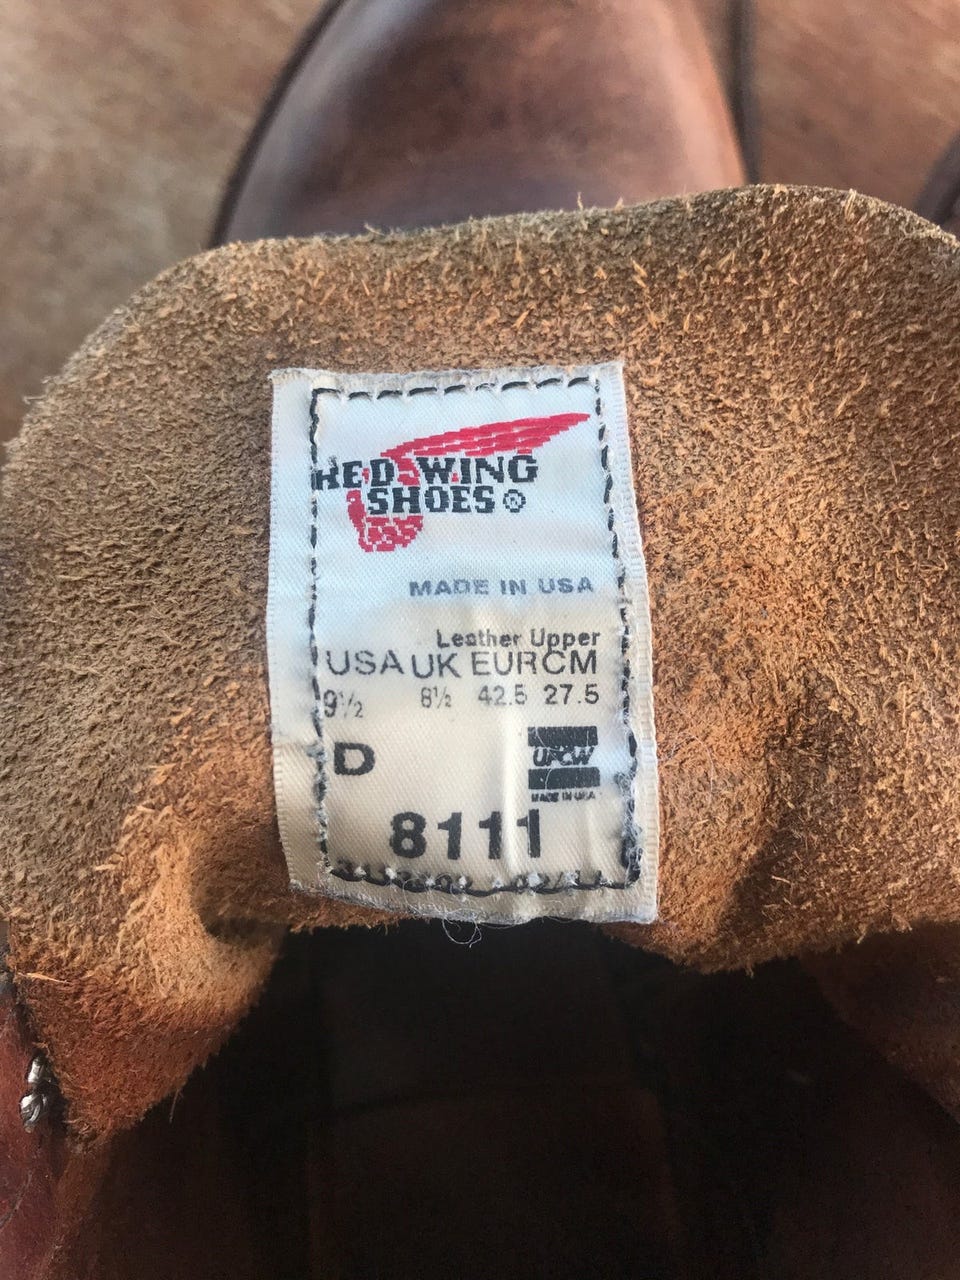 RED WING
SHOES®
MADE IN USA
Leather Upper
USA UK EUR CM
9½ 8½ 42.5 27.5
D
UFCW
MADE IN USA
8111